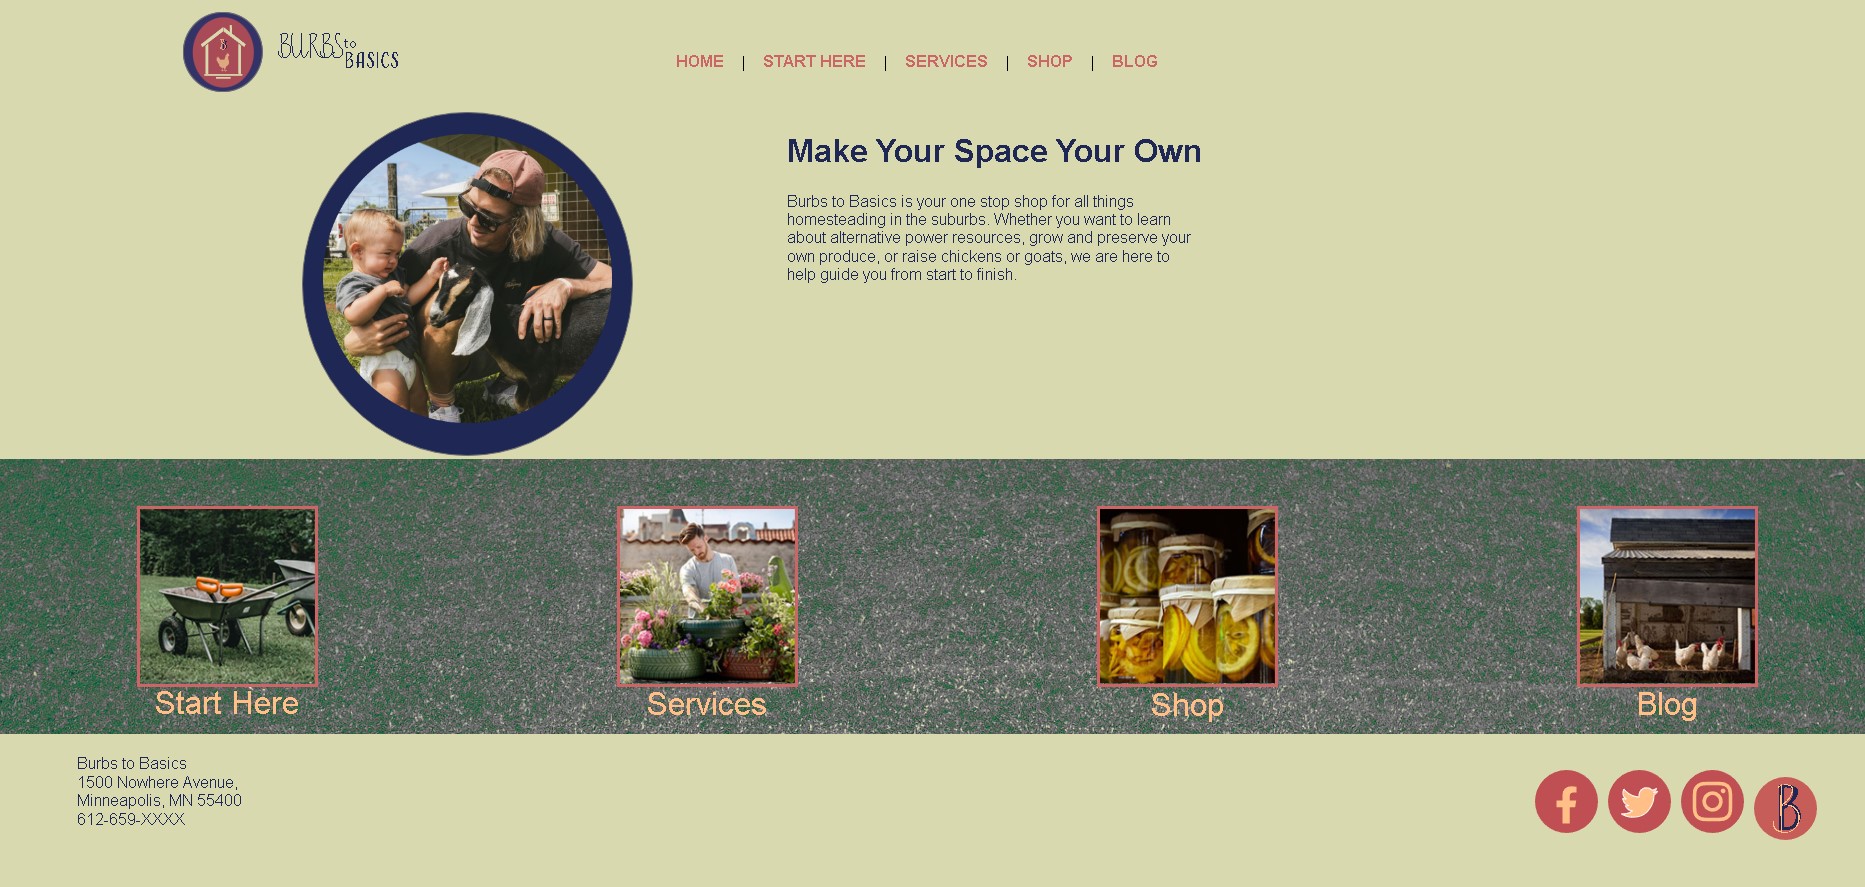 BURBS to
BASICS
HOME | START HERE | SERVICES | SHOP | BLOG
Make Your Space Your Own
Burbs to Basics is your one stop shop for all things
homesteading in the suburbs. Whether you want to learn
about alternative power resources, grow and preserve your
own produce, or raise chickens or goats, we are here to
help guide you from start to finish.
Start Here
Services
Shop
Blog
Burbs to Basics
1500 Nowhere Avenue,
Minneapolis, MN 55400
612-659-XXXX
B